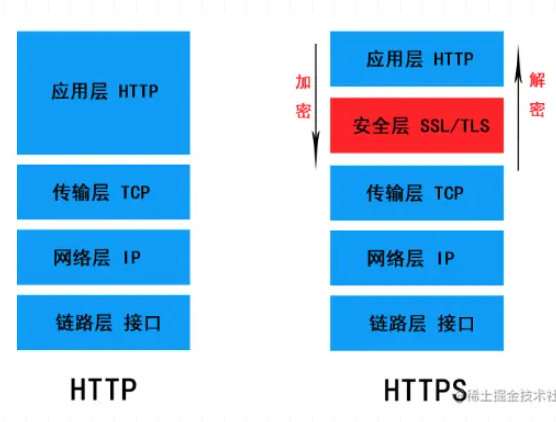 应用层 HTTP
传输层 TCP
网络层 IP
链路层 接口
HTTP
加密
应用层 HTTP
安全层 SSL/TLS
传输层 TCP
网络层 IP
链路层 接口
解密
HTTPS
@稀土掘金技术社